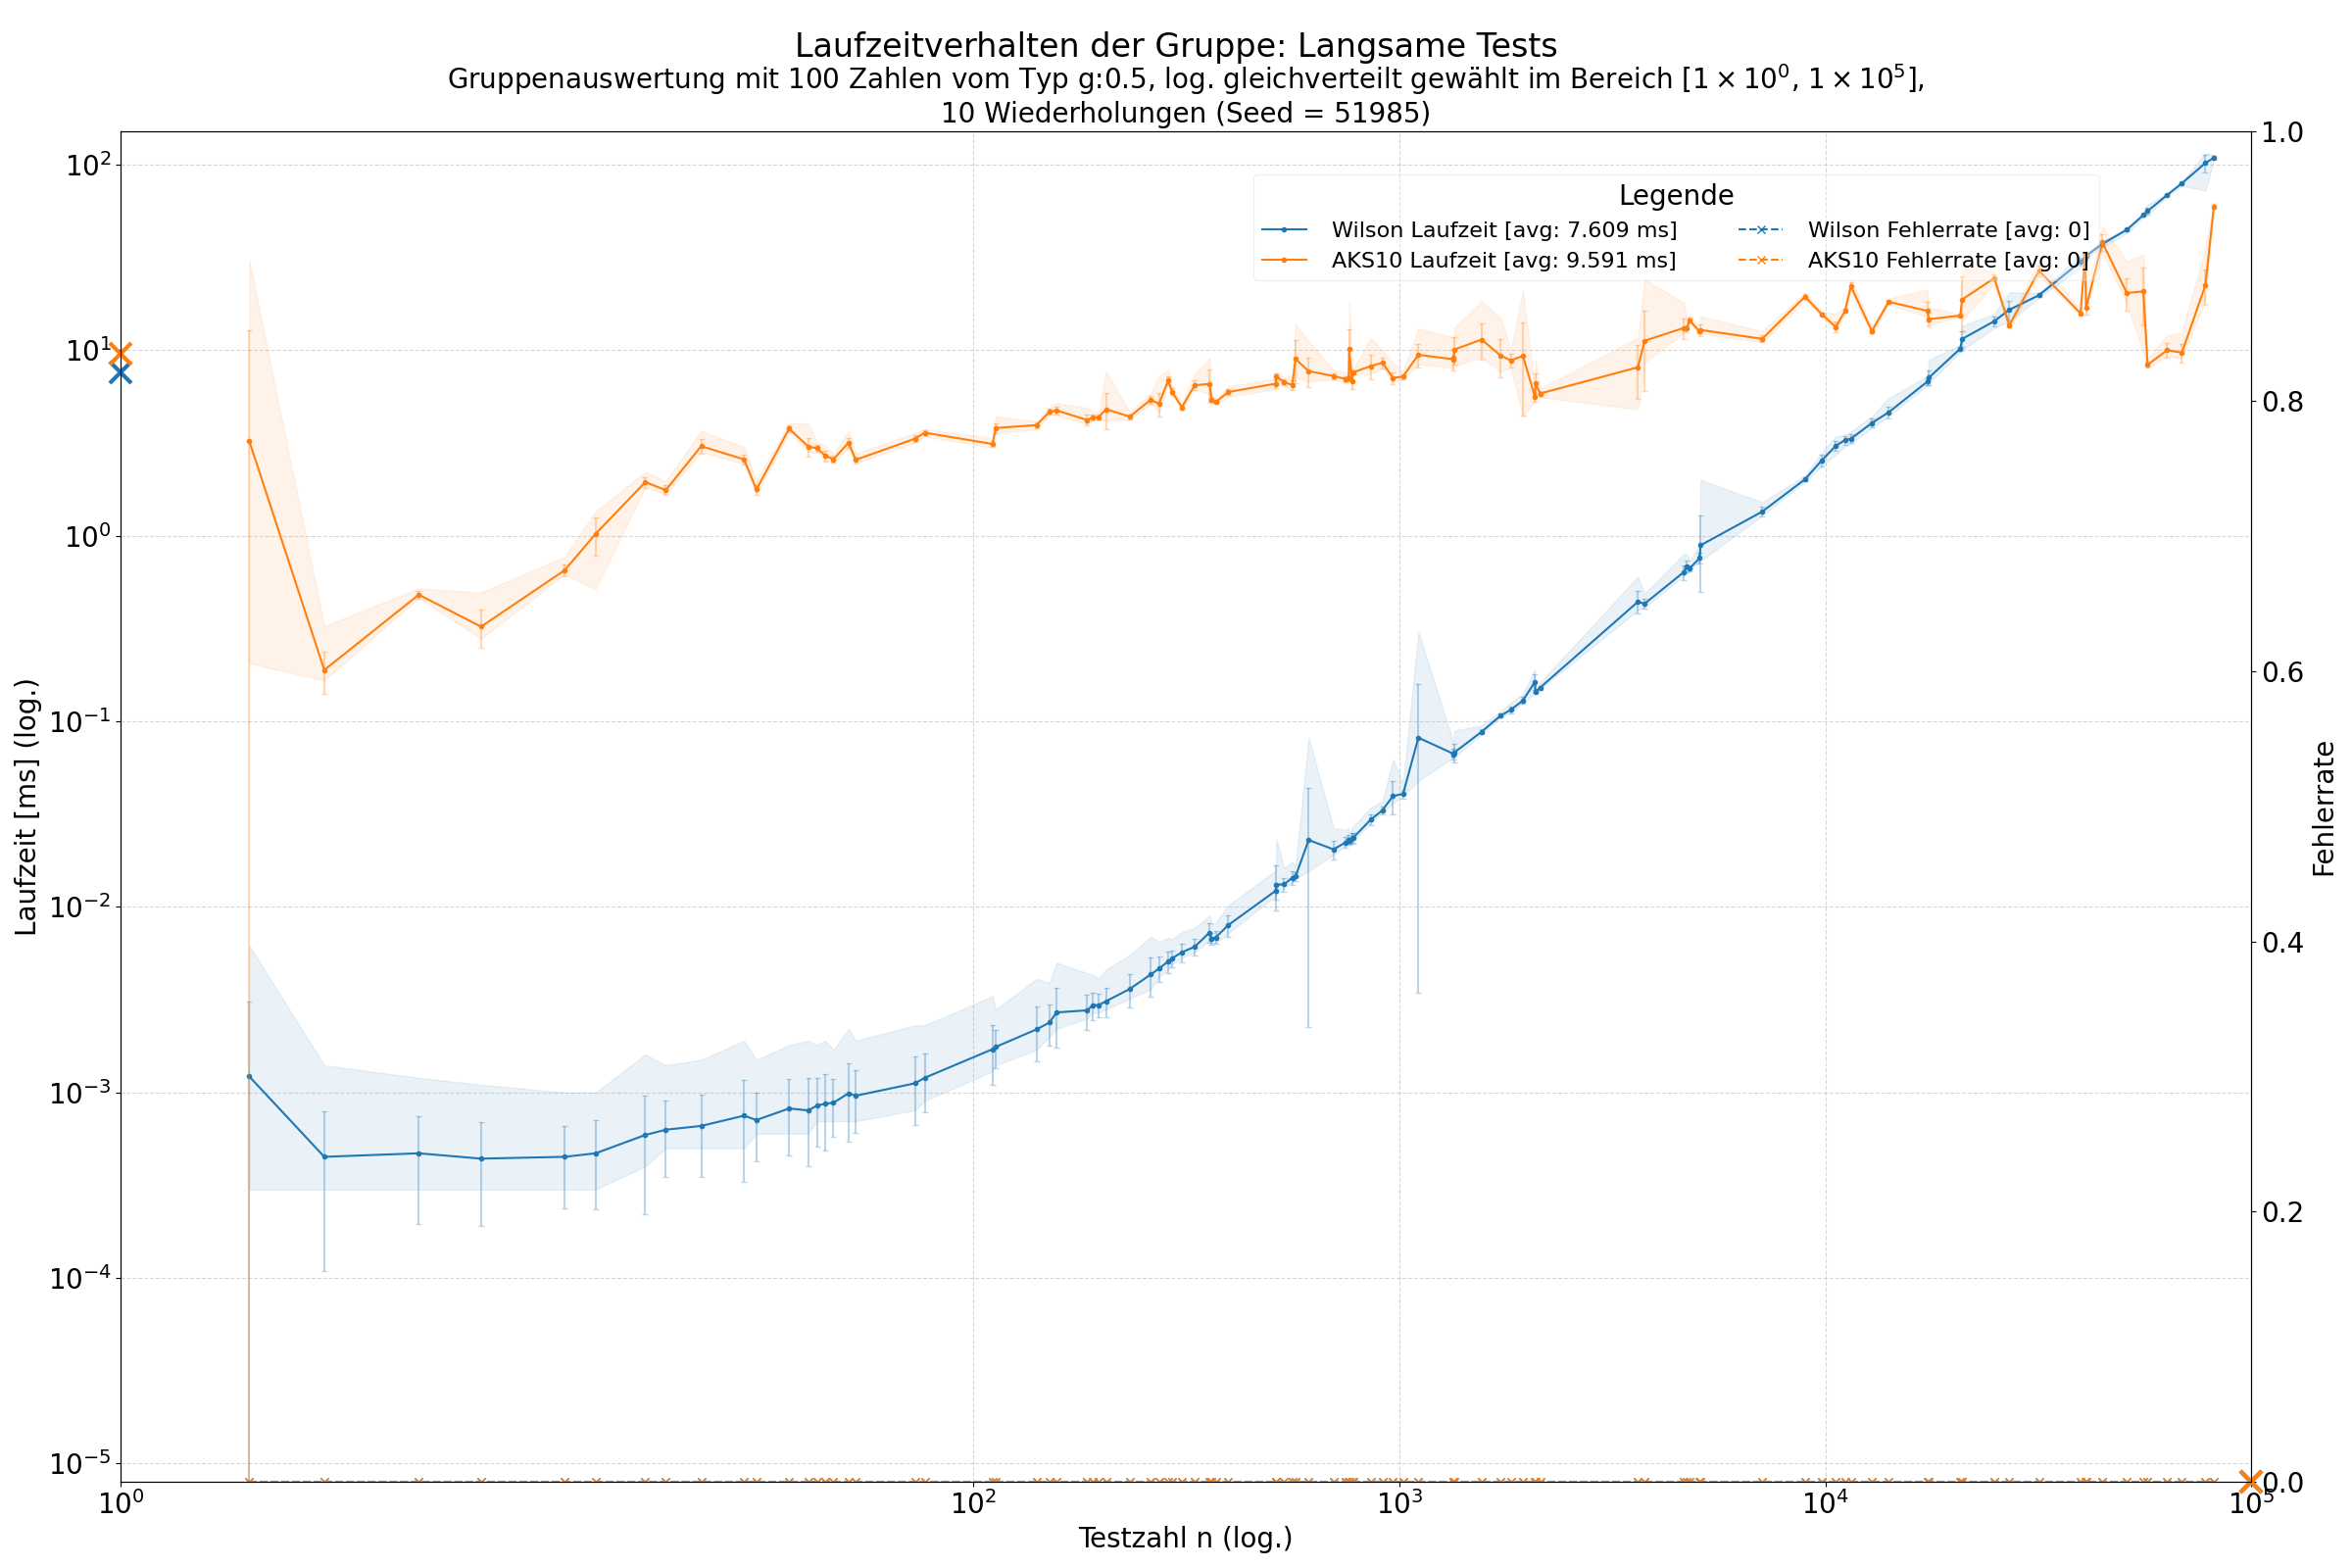 Laufzeitverhalten der Gruppe: Langsame Tests
Gruppenauswertung mit 100 Zahlen vom Typ g:0.5, log. gleichverteilt gewählt im Bereich [1 × 10⁰, 1 × 10⁵],
10 Wiederholungen (Seed = 51985)
Legende
Wilson Laufzeit [avg: 7.609 ms]
AKS10 Laufzeit [avg: 9.591 ms]
Wilson Fehlerrate [avg: 0]
AKS10 Fehlerrate [avg: 0]
Laufzeit [ms] (log.)
10²
10¹
10⁰
10⁻¹
10⁻²
10⁻³
10⁻⁴
10⁻⁵
1.0
0.8
0.6
0.4
0.2
0.0
Fehlerrate
10⁰
10²
10³
10⁴
10⁵
Testzahl n (log.)